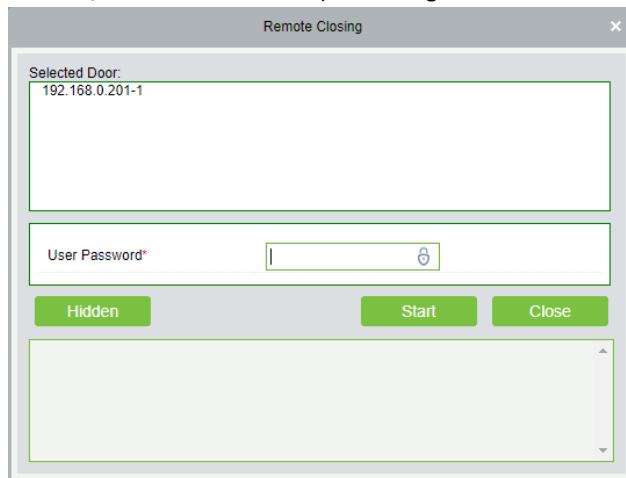 Remote Closing
Selected Door:
192.168.0.201-1
User Password*
Hidden Start Close